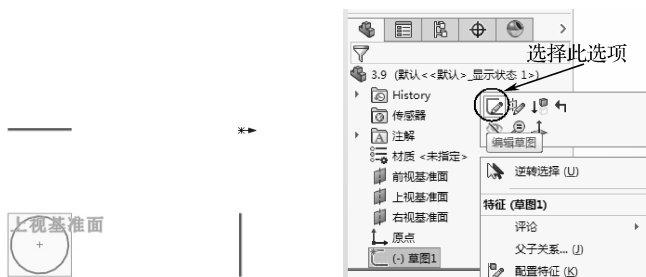 选择此选项
3.9 (默认<<默认>_显示状态 1>)
History
传感器
注解
材质 <未指定>
前视基准面
上视基准面
右视基准面
原点
(-) 草图1
编辑草图
逆转选择 (U)
特征 (草图1)
评论
父子关系... (J)
配置特征 (K)
上视基准面